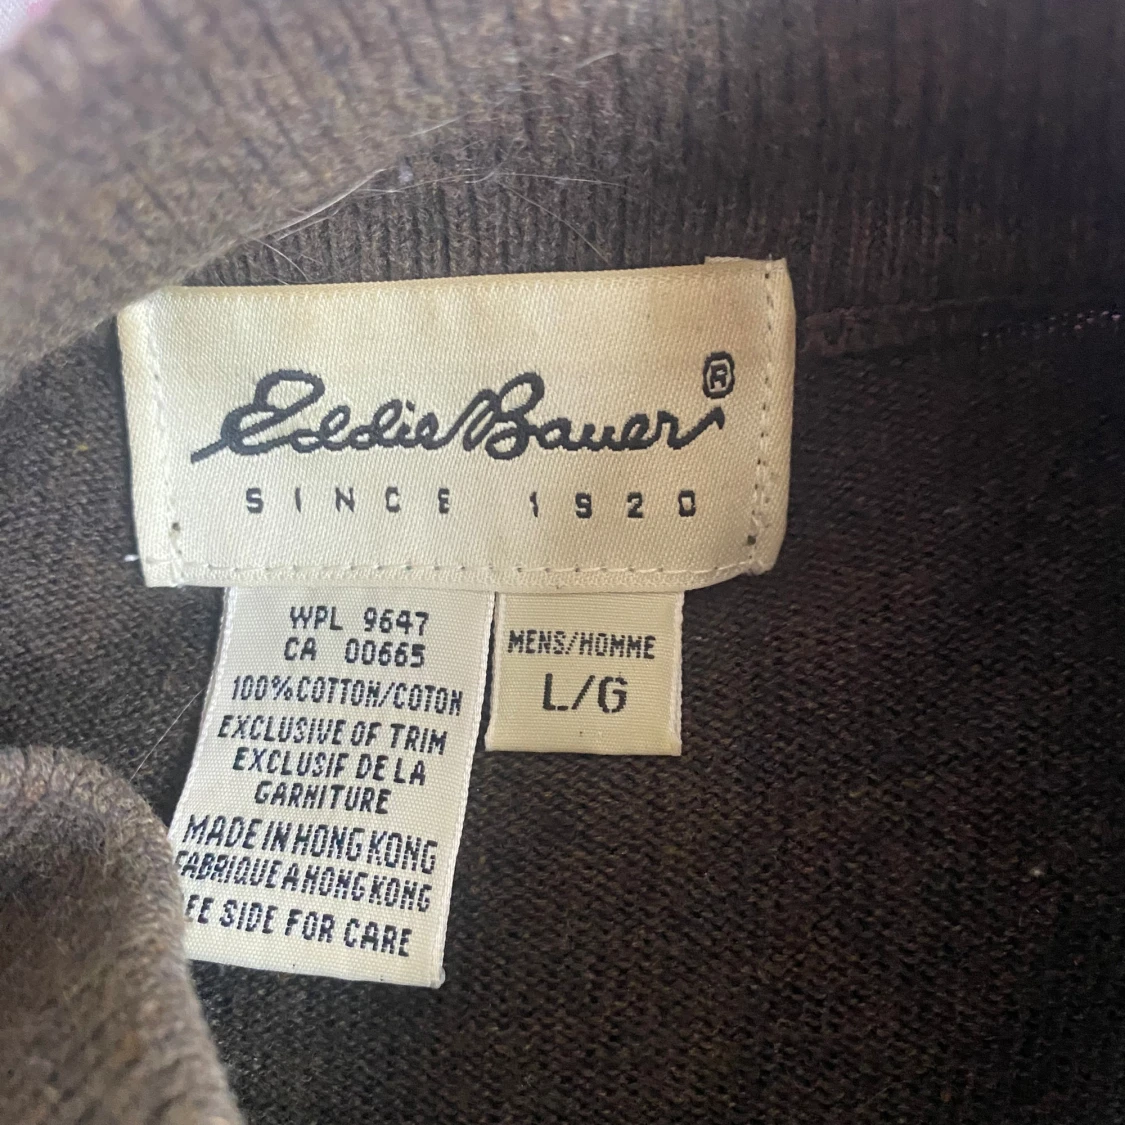 Eddie Bauer®
SINCE 1920
WPL 9647
CA 00665
100% COTTON/COTON
EXCLUSIVE OF TRIM
EXCLUSIF DE LA
GARNITURE
MADE IN HONG KONG
FABRIQUE A HONG KONG
EE SIDE FOR CARE
MENS/HOMME
L/G